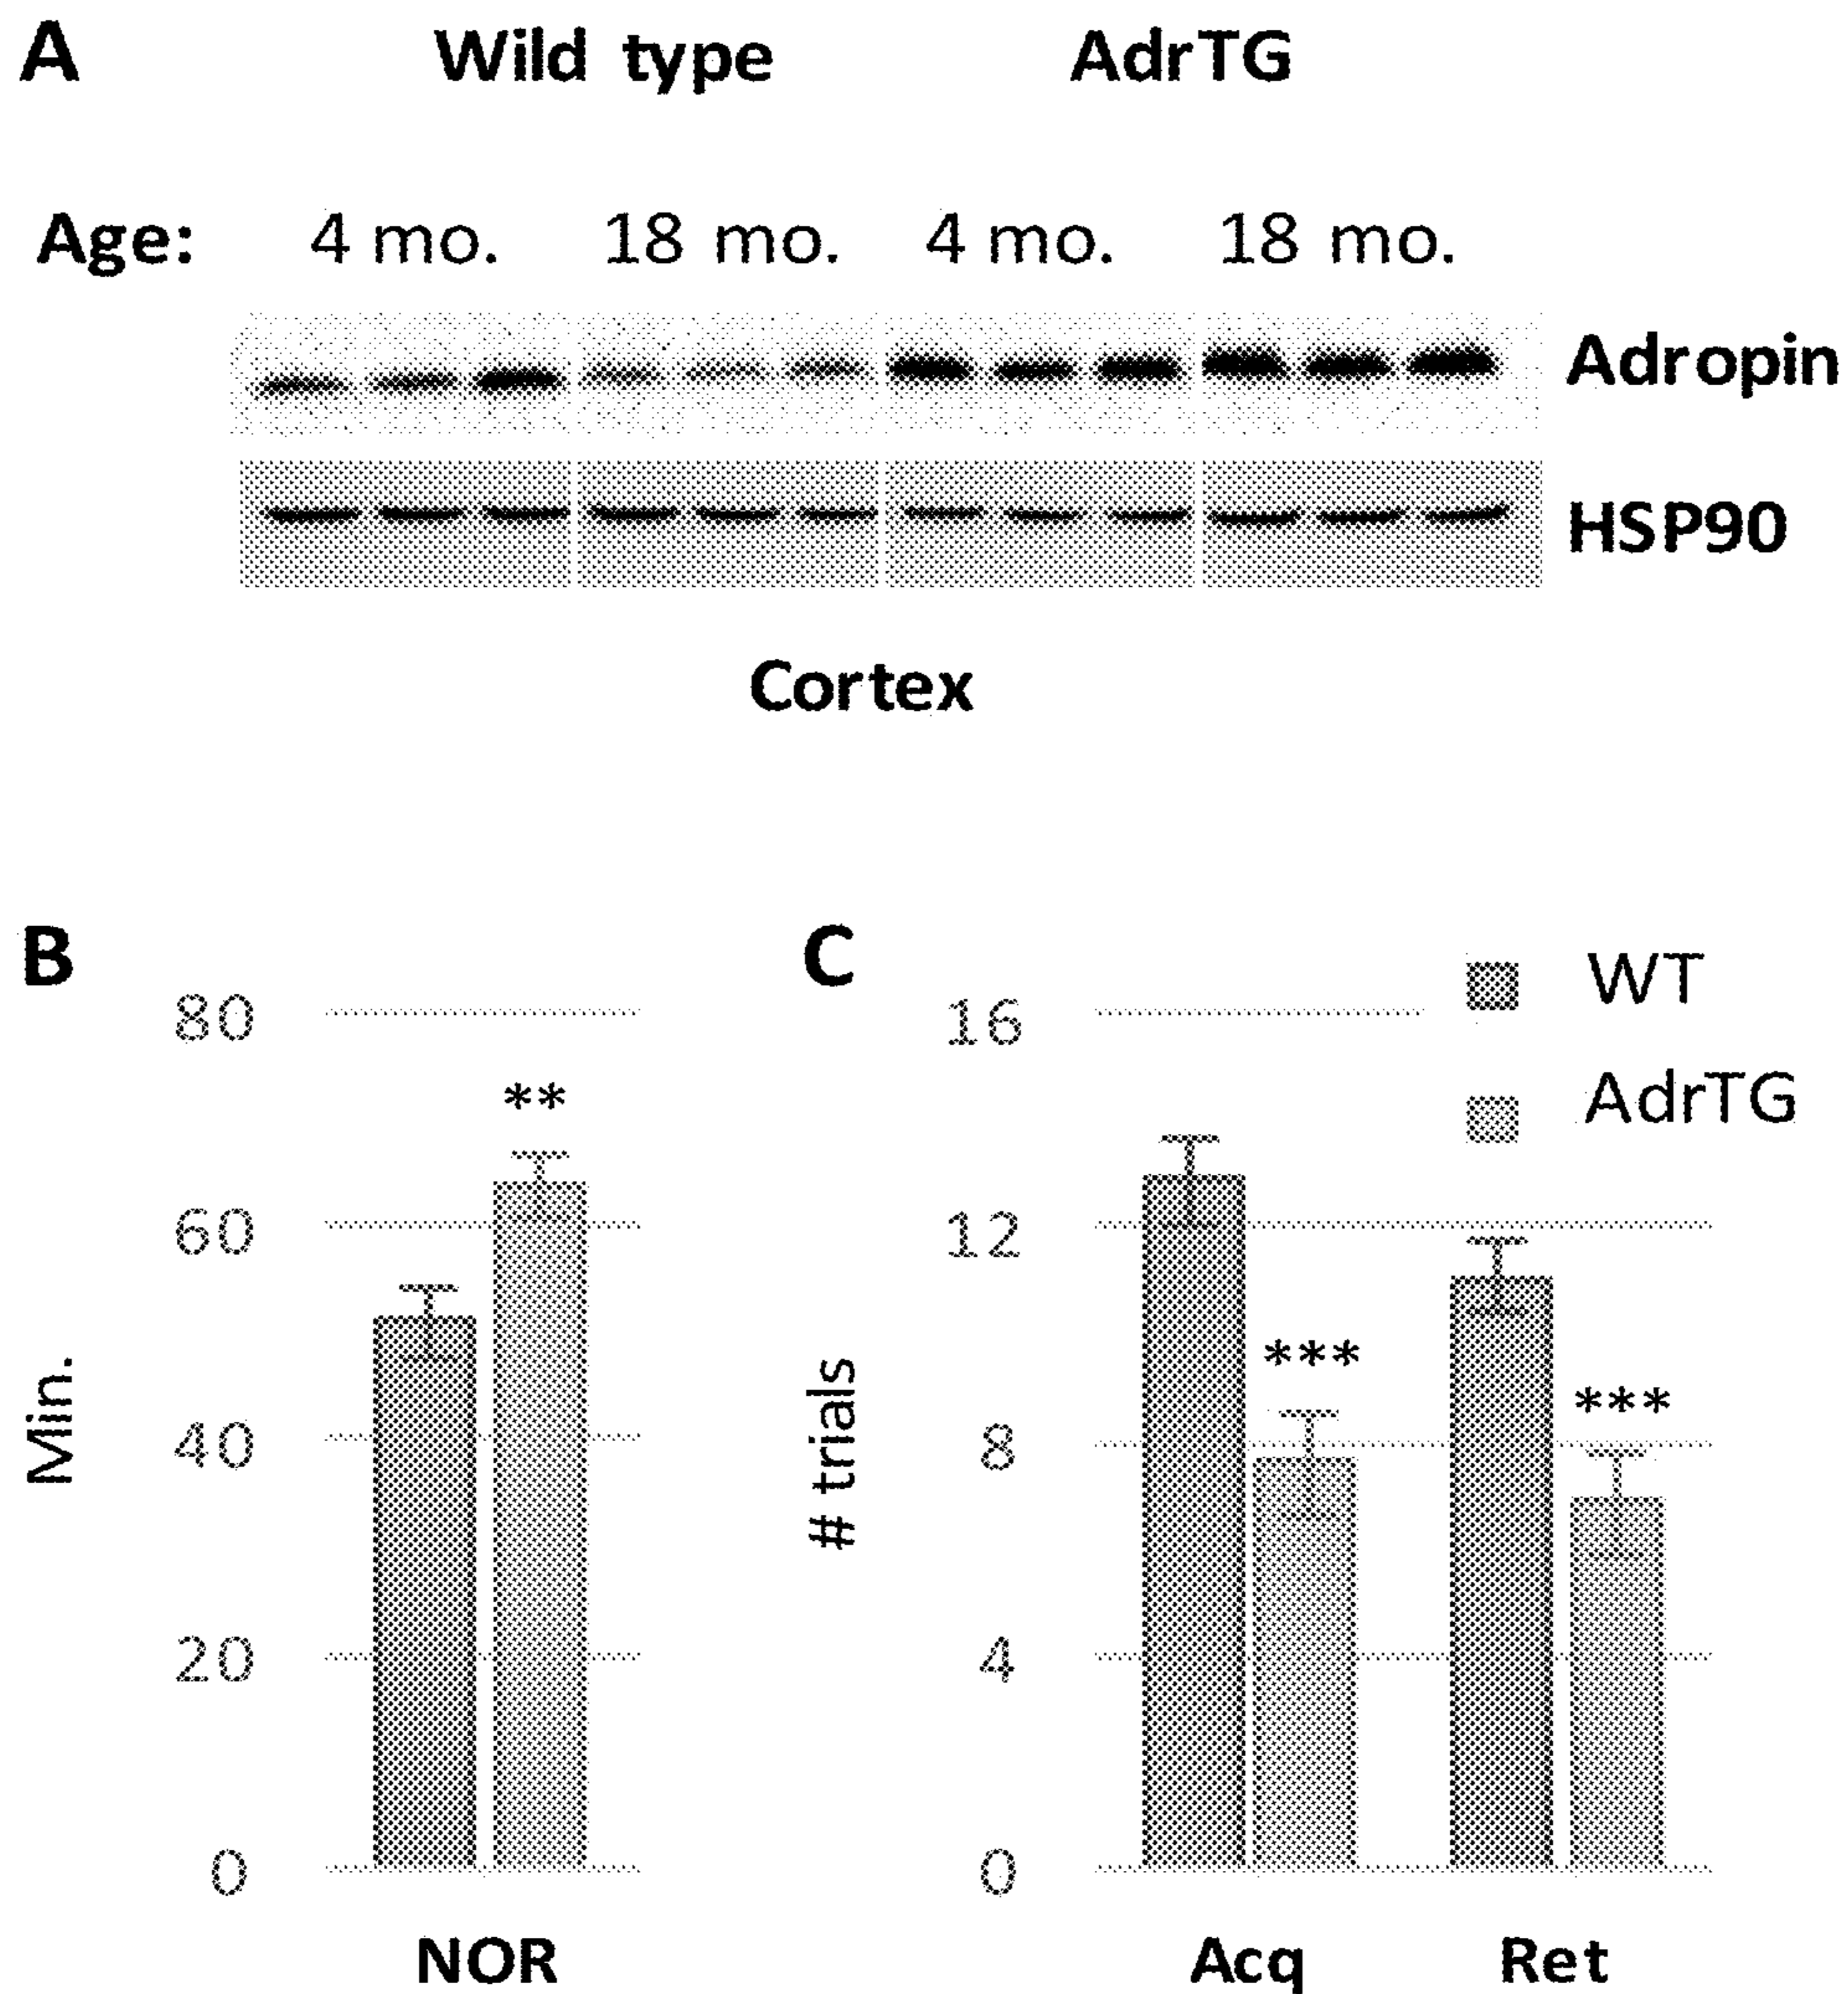 A
Wild type AdrTG
Age: 4 mo. 18 mo. 4 mo. 18 mo.
Adropin
HSP90
Cortex
B
80
60
40
20
0
Min.
**
NOR
C
16
12
8
4
0
# trials
WT
AdrTG
***
***
Acq Ret